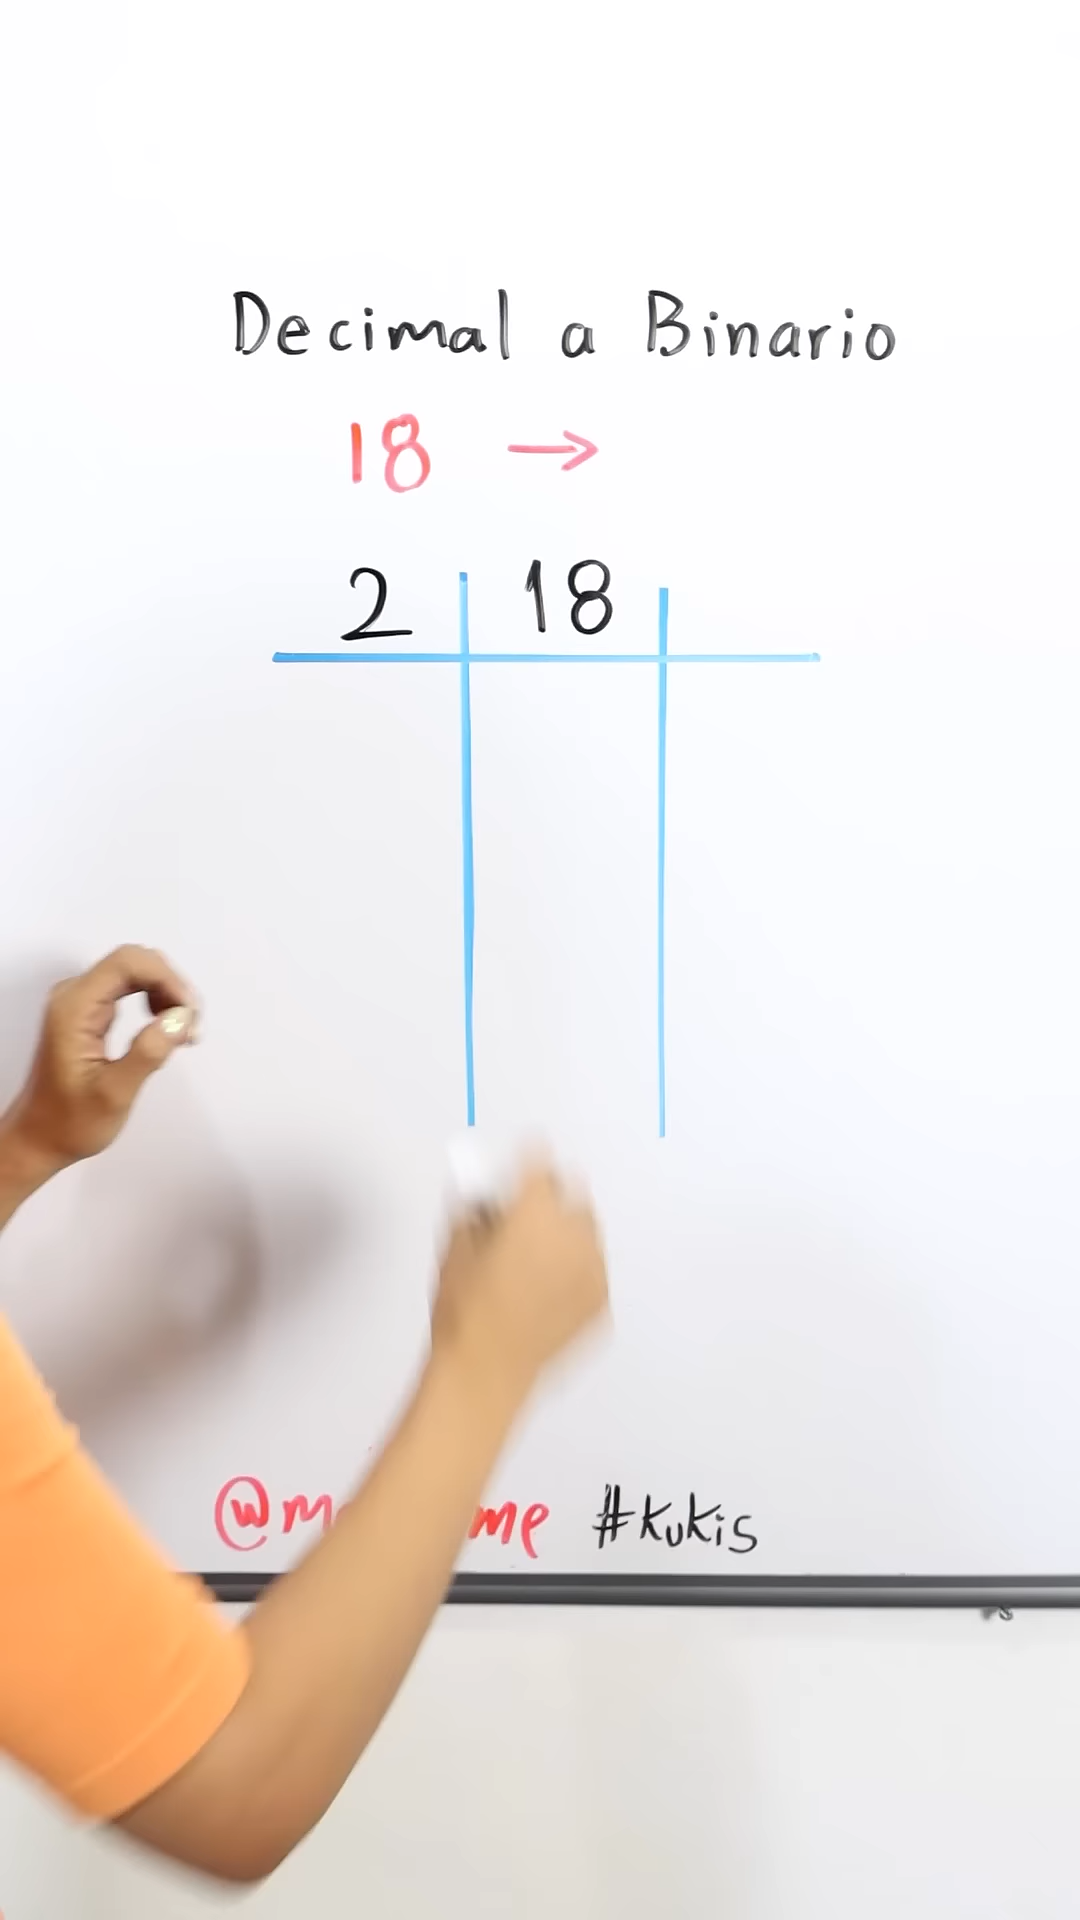 Decimal a Binario
18 →
2 18
#kukis